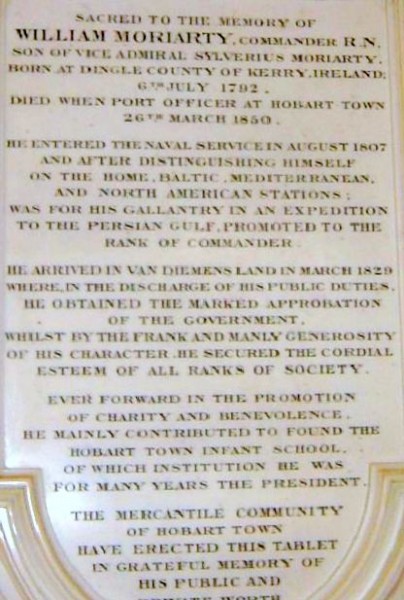 SACRED TO THE MEMORY OF
WILLIAM MORIARTY, COMMANDER R.N.
SON OF VICE ADMIRAL SYLVERIUS MORIARTY,
BORN AT DINGLE COUNTY OF KERRY, IRELAND;
6TH JULY 1792.
DIED WHEN PORT OFFICER AT HOBART TOWN
26TH MARCH 1850.
HE ENTERED THE NAVAL SERVICE IN AUGUST 1807
AND AFTER DISTINGUISHING HIMSELF
ON THE HOME, BALTIC, MEDITERRANEAN,
AND NORTH AMERICAN STATIONS;
WAS FOR HIS GALLANTRY IN AN EXPEDITION
TO THE PERSIAN GULF, PROMOTED TO THE
RANK OF COMMANDER.
HE ARRIVED IN VAN DIEMENS LAND IN MARCH 1829
WHERE, IN THE DISCHARGE OF HIS PUBLIC DUTIES,
HE OBTAINED THE MARKED APPROBATION
OF THE GOVERNMENT,
WHILST BY THE FRANK AND MANLY GENEROSITY
OF HIS CHARACTER, HE SECURED THE CORDIAL
ESTEEM OF ALL RANKS OF SOCIETY.
EVER FORWARD IN THE PROMOTION
OF CHARITY AND BENEVOLENCE,
HE MAINLY CONTRIBUTED TO FOUND THE
HOBART TOWN INFANT SCHOOL,
OF WHICH INSTITUTION HE WAS
FOR MANY YEARS THE PRESIDENT.
THE MERCANTILE COMMUNITY
OF HOBART TOWN
HAVE ERECTED THIS TABLET
IN GRATEFUL MEMORY OF
HIS PUBLIC AND
PRIVATE WORTH